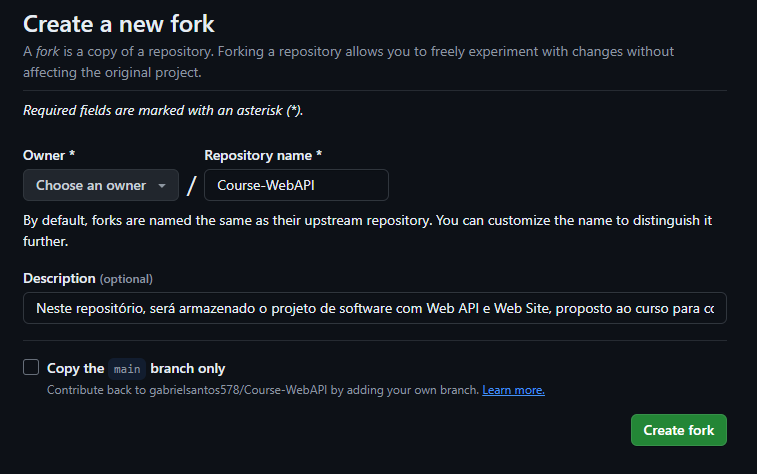 Create a new fork
A fork is a copy of a repository. Forking a repository allows you to freely experiment with changes without
affecting the original project.
Required fields are marked with an asterisk (*).
Owner *
Repository name *
Choose an owner
/
Course-WebAPI
By default, forks are named the same as their upstream repository. You can customize the name to distinguish it
further.
Description (optional)
Neste repositório, será armazenado o projeto de software com Web API e Web Site, proposto ao curso para
Copy the main branch only
Contribute back to gabrielsantos578/Course-WebAPI by adding your own branch. Learn more.
Create fork